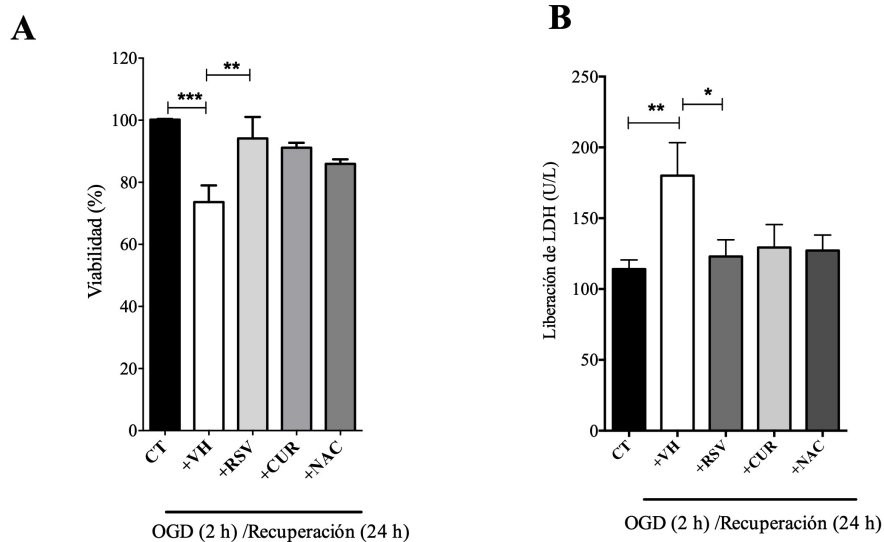 A
120
100
80
60
40
20
0
Viabilidad (%)
***
**
CT
+VH
+RSV
+CUR
+NAC
OGD (2 h) /Recuperación (24 h)
B
250
200
150
100
50
0
Liberación de LDH (U/L)
**
*
CT
+VH
+RSV
+CUR
+NAC
OGD (2 h) /Recuperación (24 h)